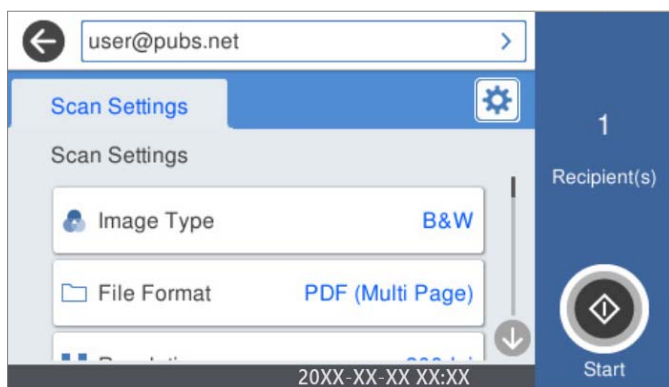 user@pubs.net
Scan Settings
1
Scan Settings
Recipient(s)
Image Type B&W
File Format PDF (Multi Page)
20XX-XX-XX XX:XX
Start